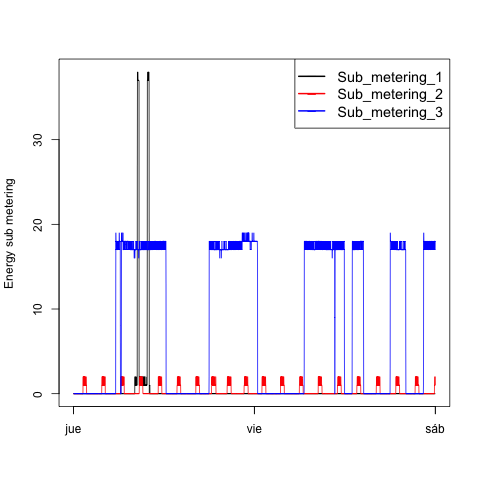 Sub_metering_1
Sub_metering_2
Sub_metering_3
Energy sub metering
30
20
10
0
jue
vie
sáb